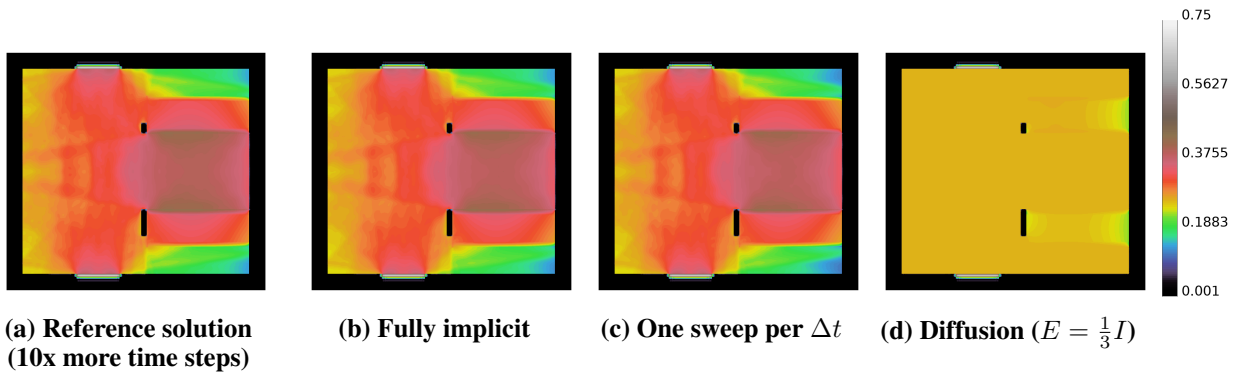 0.75
0.5627
0.3755
0.1883
0.001
(a) Reference solution
(10x more time steps)
(b) Fully implicit
(c) One sweep per Δt
(d) Diffusion (E = 1/3 I)